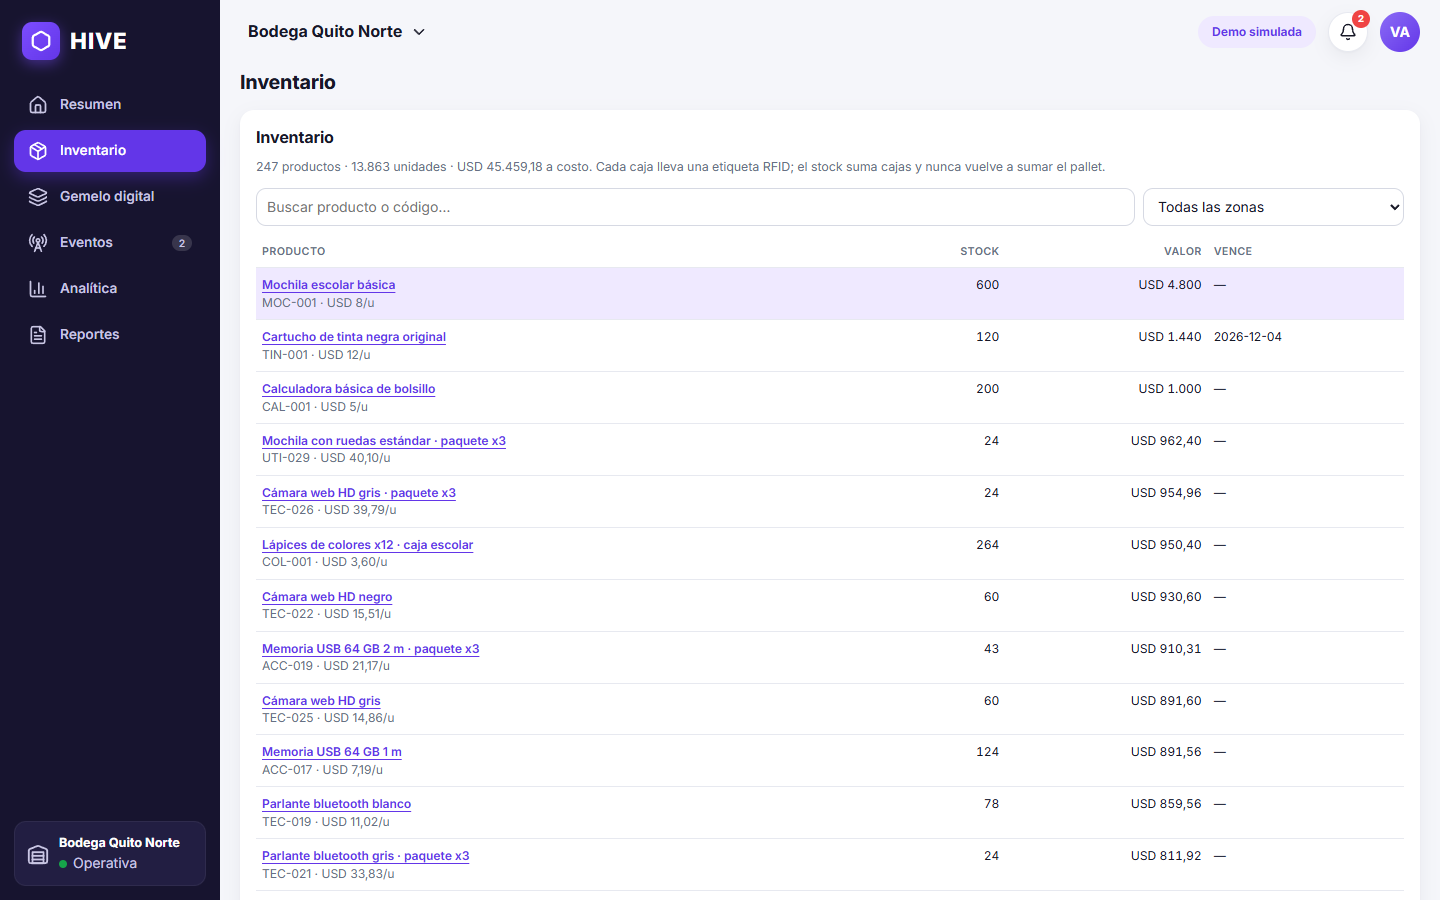 HIVE
Resumen
Inventario
Gemelo digital
Eventos 2
Analítica
Reportes
Bodega Quito Norte
Operativa
Bodega Quito Norte
Demo simulada
2
VA
Inventario
Inventario
247 productos · 13.863 unidades · USD 45.459,18 a costo. Cada caja lleva una etiqueta RFID; el stock suma cajas y nunca vuelve a sumar el pallet.
Buscar producto o código...
Todas las zonas
PRODUCTO STOCK VALOR VENCE
Mochila escolar básica 600 USD 4.800 —
MOC-001 · USD 8/u
Cartucho de tinta negra original 120 USD 1.440 2026-12-04
TIN-001 · USD 12/u
Calculadora básica de bolsillo 200 USD 1.000 —
CAL-001 · USD 5/u
Mochila con ruedas estándar · paquete x3 24 USD 962,40 —
UTI-029 · USD 40,10/u
Cámara web HD gris · paquete x3 24 USD 954,96 —
TEC-026 · USD 39,79/u
Lápices de colores x12 · caja escolar 264 USD 950,40 —
COL-001 · USD 3,60/u
Cámara web HD negro 60 USD 930,60 —
TEC-022 · USD 15,51/u
Memoria USB 64 GB 2 m · paquete x3 43 USD 910,31 —
ACC-019 · USD 21,17/u
Cámara web HD gris 60 USD 891,60 —
TEC-025 · USD 14,86/u
Memoria USB 64 GB 1 m 124 USD 891,56 —
ACC-017 · USD 7,19/u
Parlante bluetooth blanco 78 USD 859,56 —
TEC-019 · USD 11,02/u
Parlante bluetooth gris · paquete x3 24 USD 811,92 —
TEC-021 · USD 33,83/u